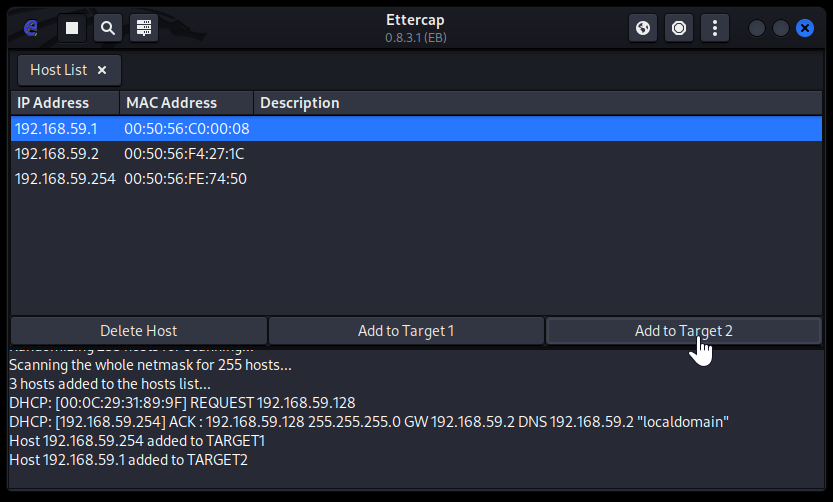 Ettercap
0.8.3.1 (EB)
Host List ×
IP Address MAC Address Description
192.168.59.1 00:50:56:C0:00:08
192.168.59.2 00:50:56:F4:27:1C
192.168.59.254 00:50:56:FE:74:50
Delete Host Add to Target 1 Add to Target 2
Randomizing 255 hosts for scanning...
Scanning the whole netmask for 255 hosts...
3 hosts added to the hosts list...
DHCP: [00:0C:29:31:89:9F] REQUEST 192.168.59.128
DHCP: [192.168.59.254] ACK : 192.168.59.128 255.255.255.0 GW 192.168.59.2 DNS 192.168.59.2 "localdomain"
Host 192.168.59.254 added to TARGET1
Host 192.168.59.1 added to TARGET2